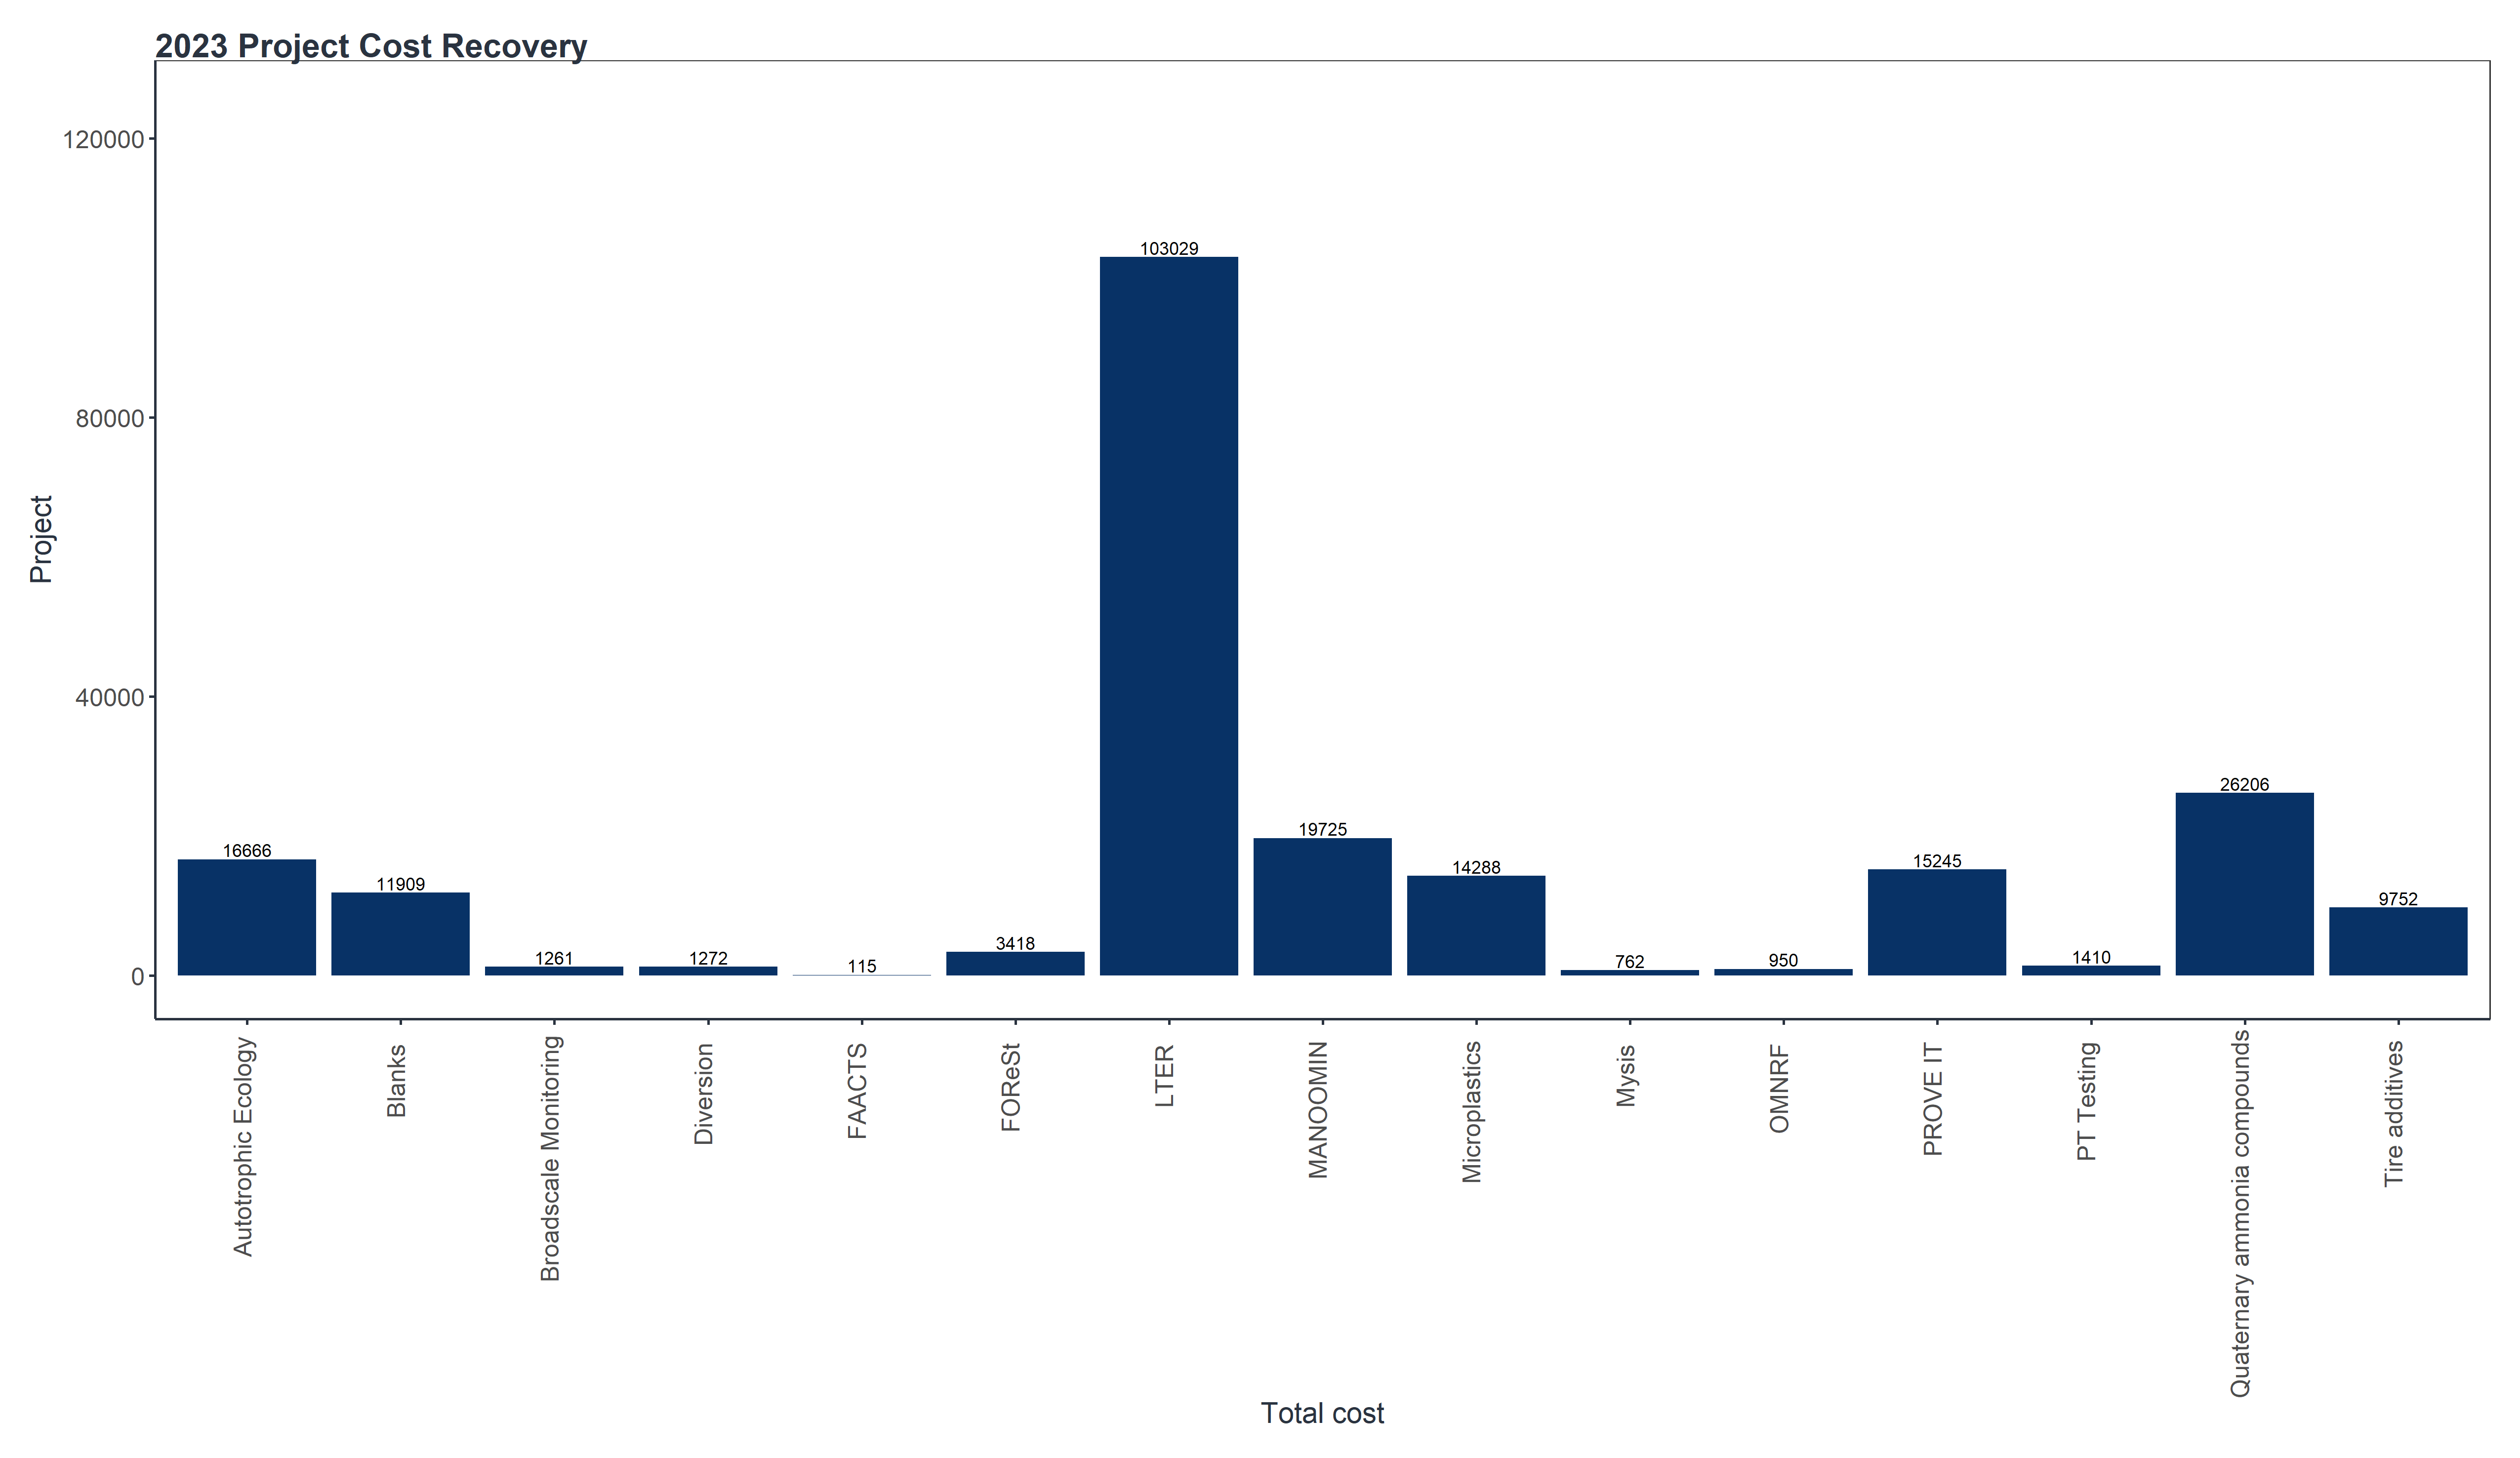 2023 Project Cost Recovery
120000
80000
40000
0
Project
103029
26206
19725
16666
15245
14288
11909
9752
3418
1410
1272
1261
950
762
115
Autotrophic Ecology
Blanks
Broadscale Monitoring
Diversion
FAACTS
FOReSt
LTER
MANOOMIN
Microplastics
Mysis
OMNRF
PROVE IT
PT Testing
Quaternary ammonia compounds
Tire additives
Total cost